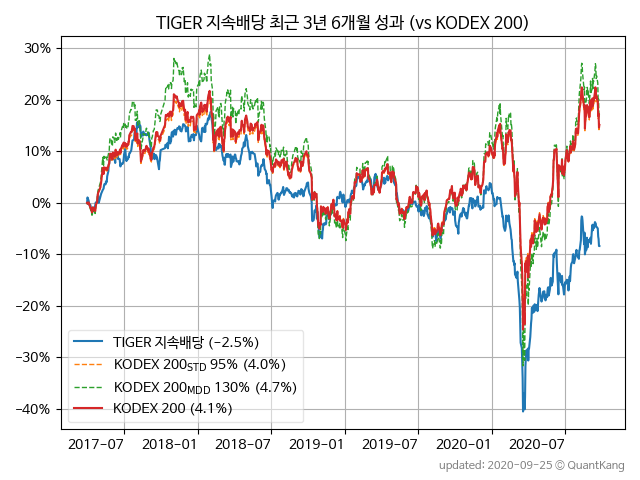 TIGER 지속배당 최근 3년 6개월 성과 (vs KODEX 200)
30%
20%
10%
0%
−10%
−20%
−30%
−40%
TIGER 지속배당 (−2.5%)
KODEX 200STD 95% (4.0%)
KODEX 200MDD 130% (4.7%)
KODEX 200 (4.1%)
2017−07 2018−01 2018−07 2019−01 2019−07 2020−01 2020−07
updated: 2020-09-25 © QuantKang